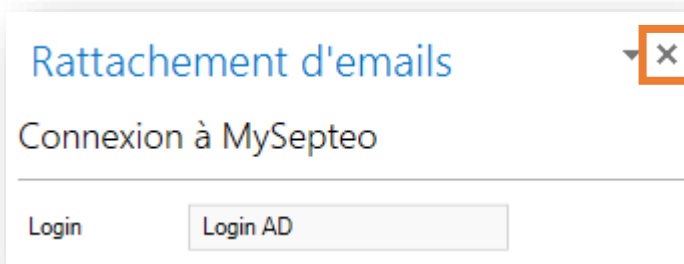 Rattachement d'emails
Connexion à MySepteo
Login Login AD